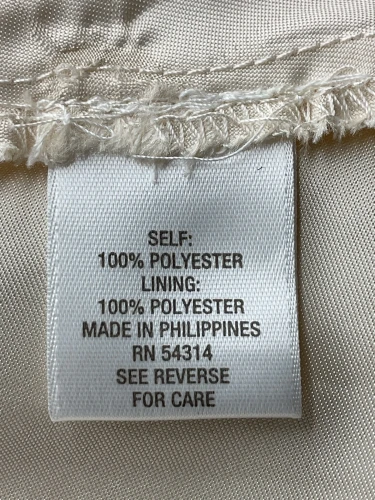 SELF:
100% POLYESTER
LINING:
100% POLYESTER
MADE IN PHILIPPINES
RN 54314
SEE REVERSE
FOR CARE